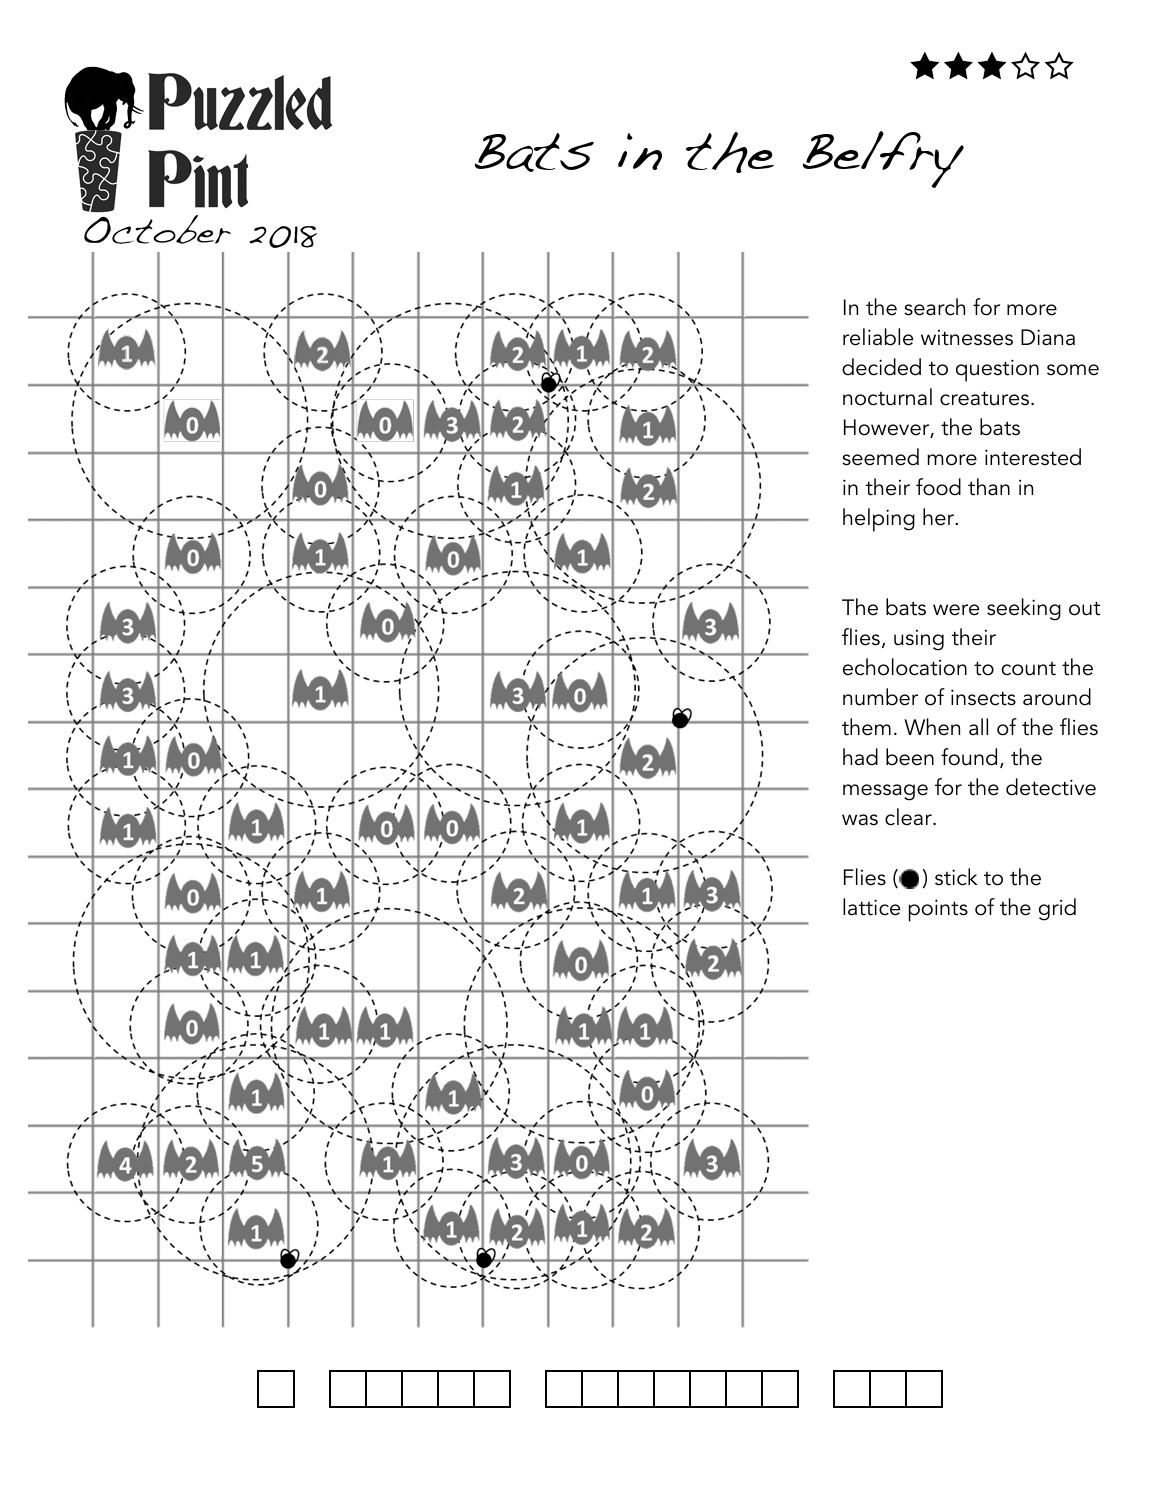 Puzzled
Pint
October 2018
Bats in the Belfry
1 2 2 1 2
0 0 3 2 1
0 1 2
0 1 0 1
3 0 3
3 1 3 0
1 0 2
1 1 0 0 1
0 1 2 1 3
1 1 0 2
0 1 1 1 1
1 1 0
4 2 5 1 3 0 3
1 1 2 1 2
In the search for more
reliable witnesses Diana
decided to question some
nocturnal creatures.
However, the bats
seemed more interested
in their food than in
helping her.
The bats were seeking out
flies, using their
echolocation to count the
number of insects around
them. When all of the flies
had been found, the
message for the detective
was clear.
Flies ( ) stick to the
lattice points of the grid